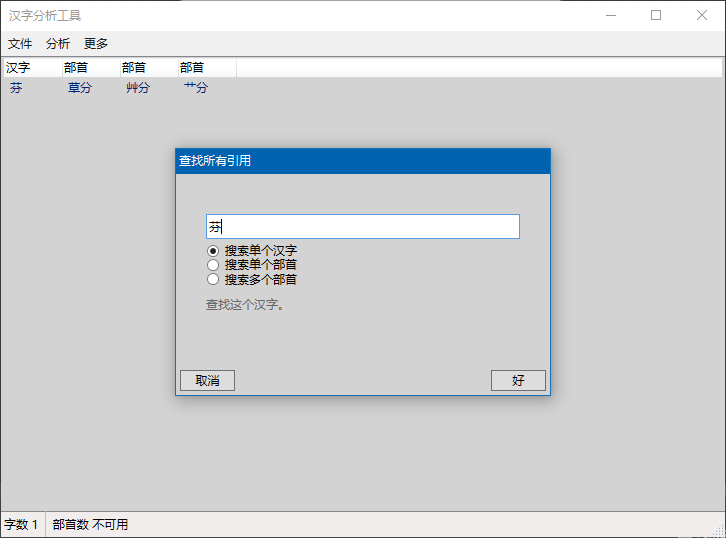 汉字分析工具
文件 分析 更多
汉字 部首 部首 部首
芬 草分 艸分 艹分
查找所有引用
芬
搜索单个汉字
搜索单个部首
搜索多个部首
查找这个汉字。
取消 好
字数 1 部首数 不可用